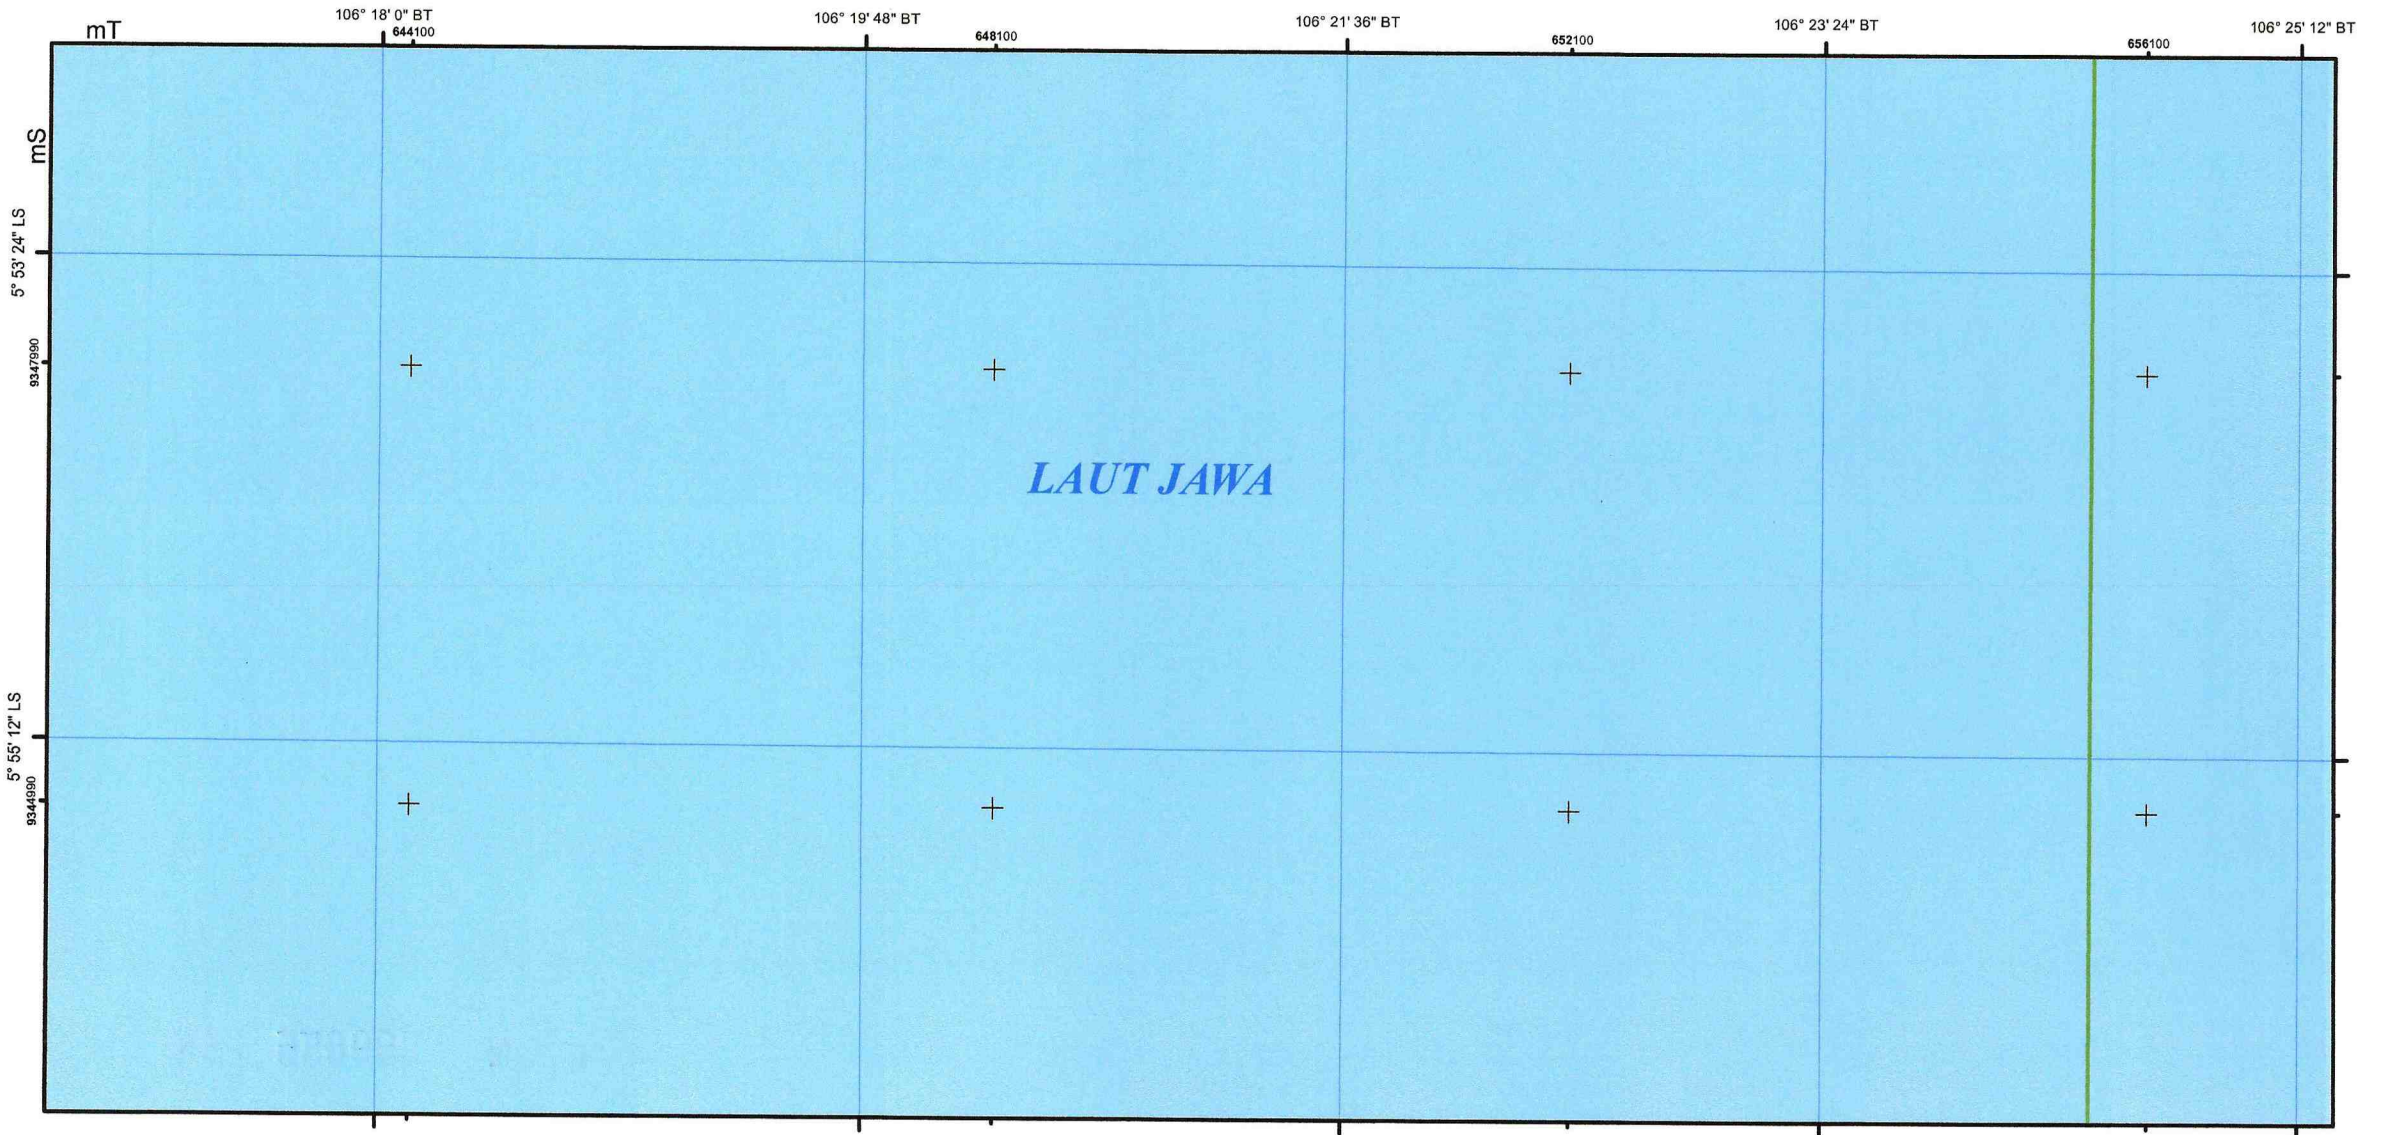 106° 18' 0" BT
106° 19' 48" BT
106° 21' 36" BT
106° 23' 24" BT
106° 25' 12" BT
mT
644100
648100
652100
656100
mS
5° 53' 24" LS
9347990
LAUT JAWA
5° 55' 12" LS
9344990